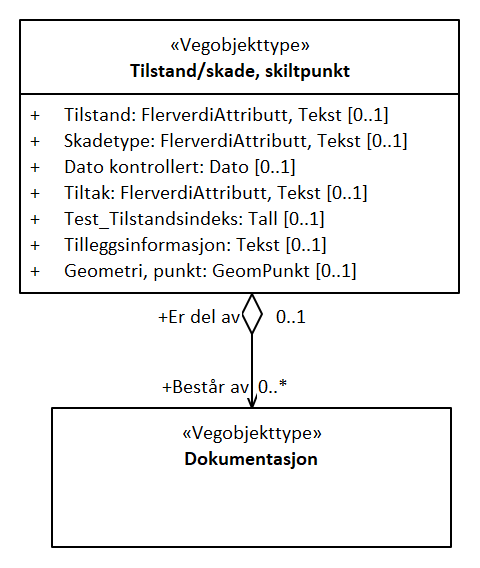 «Vegobjekttype»
Tilstand/skade, skiltpunkt
+ Tilstand: FlerverdiAttributt, Tekst [0..1]
+ Skadetype: FlerverdiAttributt, Tekst [0..1]
+ Dato kontrollert: Dato [0..1]
+ Tiltak: FlerverdiAttributt, Tekst [0..1]
+ Test_Tilstandsindeks: Tall [0..1]
+ Tilleggsinformasjon: Tekst [0..1]
+ Geometri, punkt: GeomPunkt [0..1]
+Er del av 0..1
+Består av 0..*
«Vegobjekttype»
Dokumentasjon